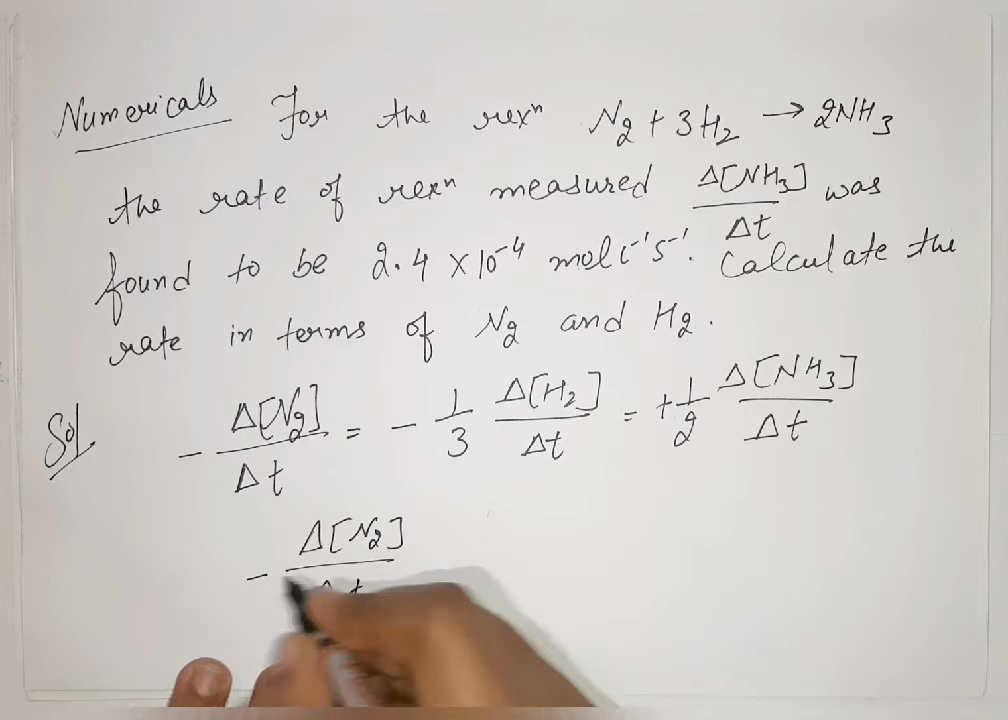 Numericals For the rexⁿ N₂ + 3H₂ → 2NH₃
the rate of rexⁿ measured Δ[NH₃]/Δt was
found to be 2.4 × 10⁻⁴ mol L⁻¹ s⁻¹. Calculate the
rate in terms of N₂ and H₂.
Sol - Δ[N₂]/Δt = - 1/3 Δ[H₂]/Δt = + 1/2 Δ[NH₃]/Δt
- Δ[N₂]/Δt